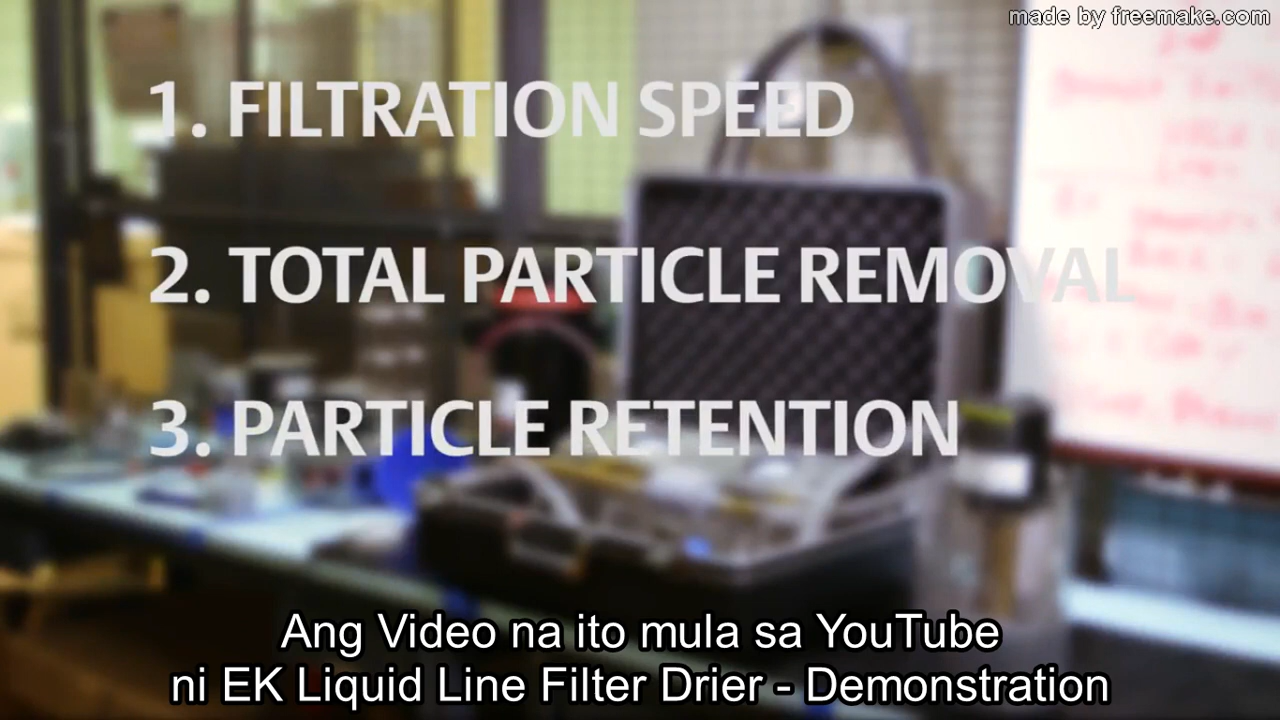 made by freemake.com
1. FILTRATION SPEED
2. TOTAL PARTICLE REMOVAL
3. PARTICLE RETENTION
Ang Video na ito mula sa YouTube
ni EK Liquid Line Filter Drier - Demonstration